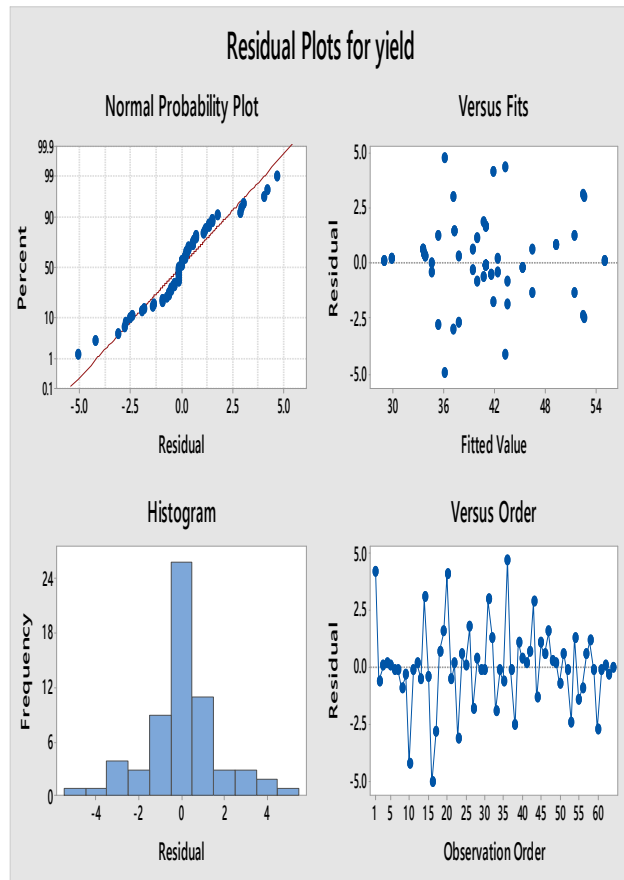 Residual Plots for yield
Normal Probability Plot
99.9
99
90
50
10
1
0.1
Percent
-5.0 -2.5 0.0 2.5 5.0
Residual
Versus Fits
5.0
2.5
0.0
-2.5
-5.0
Residual
30 36 42 48 54
Fitted Value
Histogram
24
18
12
6
0
Frequency
-4 -2 0 2 4
Residual
Versus Order
5.0
2.5
0.0
-2.5
-5.0
Residual
1 5 10 15 20 25 30 35 40 45 50 55 60
Observation Order